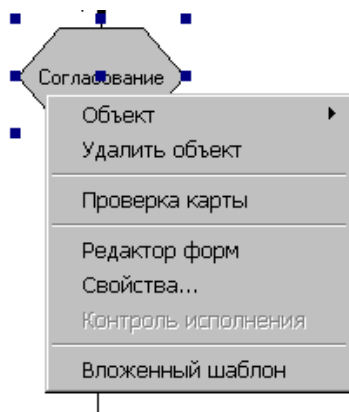 Согласование
Объект
Удалить объект
Проверка карты
Редактор форм
Свойства...
Контроль исполнения
Вложенный шаблон